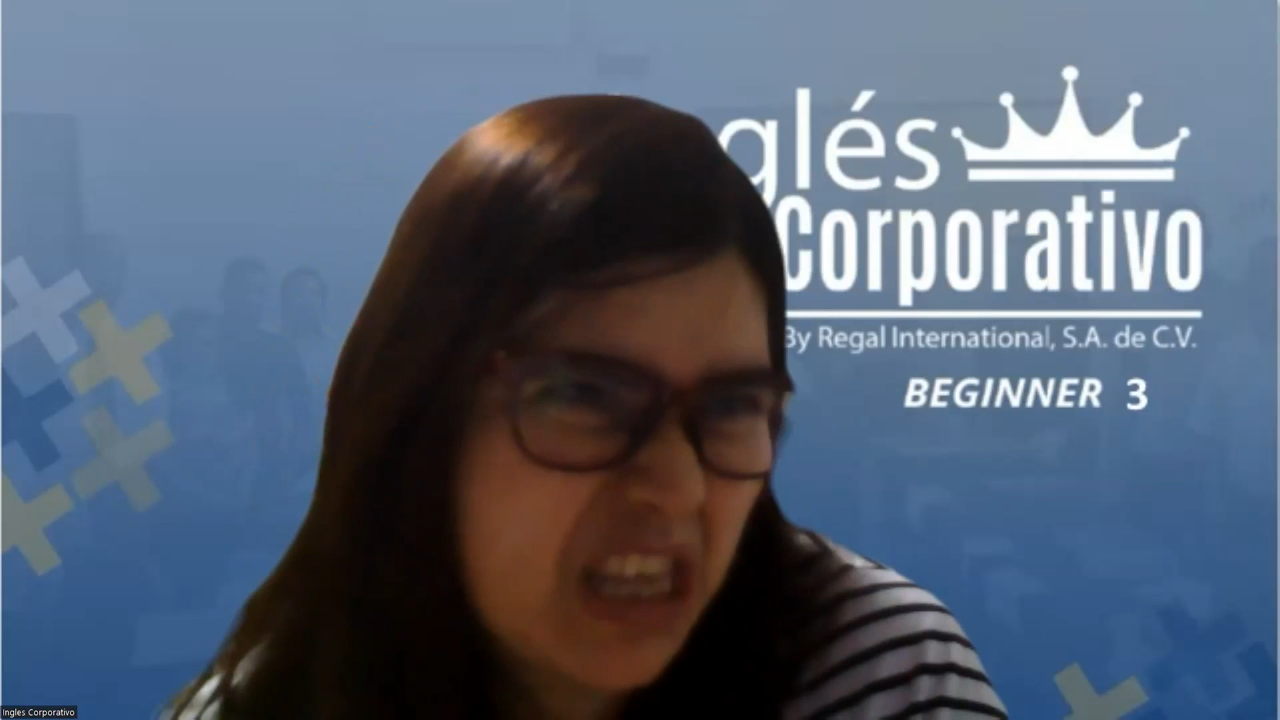 glés
Corporativo
By Regal International, S.A. de C.V.
BEGINNER 3
Ingles Corporativo